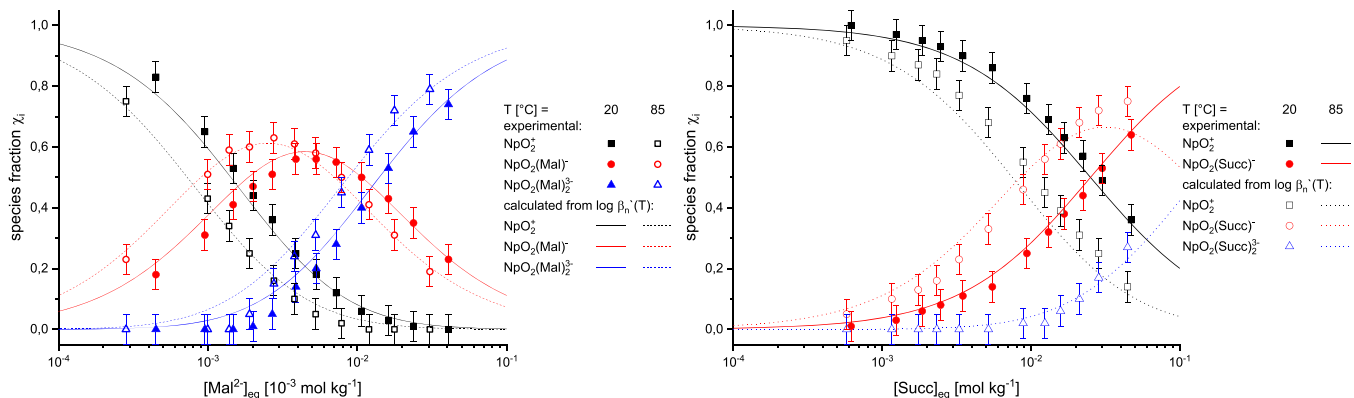 species fraction χi
1,0
0,8
0,6
0,4
0,2
0,0
10-4
10-3
10-2
10-1
[Mal2-]eq [10-3 mol kg-1]
T [°C] = 20 85
experimental:
NpO2+
NpO2(Mal)-
NpO2(Mal)23-
calculated from log βn`(T):
NpO2+
NpO2(Mal)-
NpO2(Mal)23-
species fraction χi
1,0
0,8
0,6
0,4
0,2
0,0
10-4
10-3
10-2
10-1
[Succ]eq [mol kg-1]
T [°C] = 20 85
experimental:
NpO2+
NpO2(Succ)-
calculated from log βn`(T):
NpO2+
NpO2(Succ)-
NpO2(Succ)23-